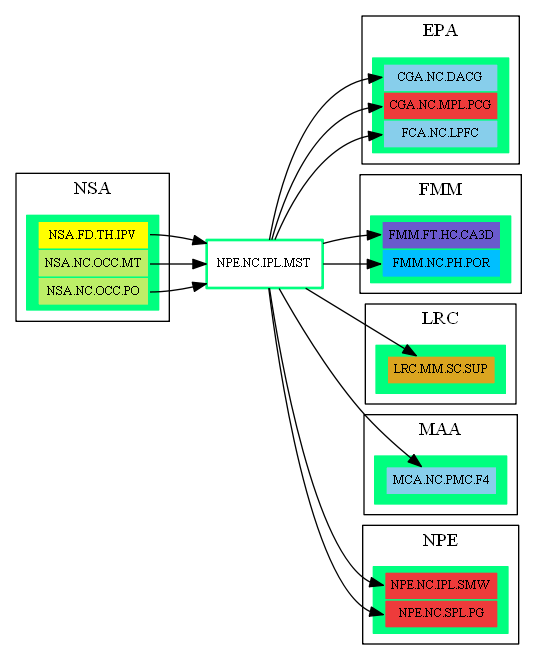 NSA
NSA.FD.TH.IPV
NSA.NC.OCC.MT
NSA.NC.OCC.PO
NPE.NC.IPL.MST
EPA
CGA.NC.DACG
CGA.NC.MPL.PCG
FCA.NC.LPFC
FMM
FMM.FT.HC.CA3D
FMM.NC.PH.POR
LRC
LRC.MM.SC.SUP
MAA
MCA.NC.PMC.F4
NPE
NPE.NC.IPL.SMW
NPE.NC.SPL.PG